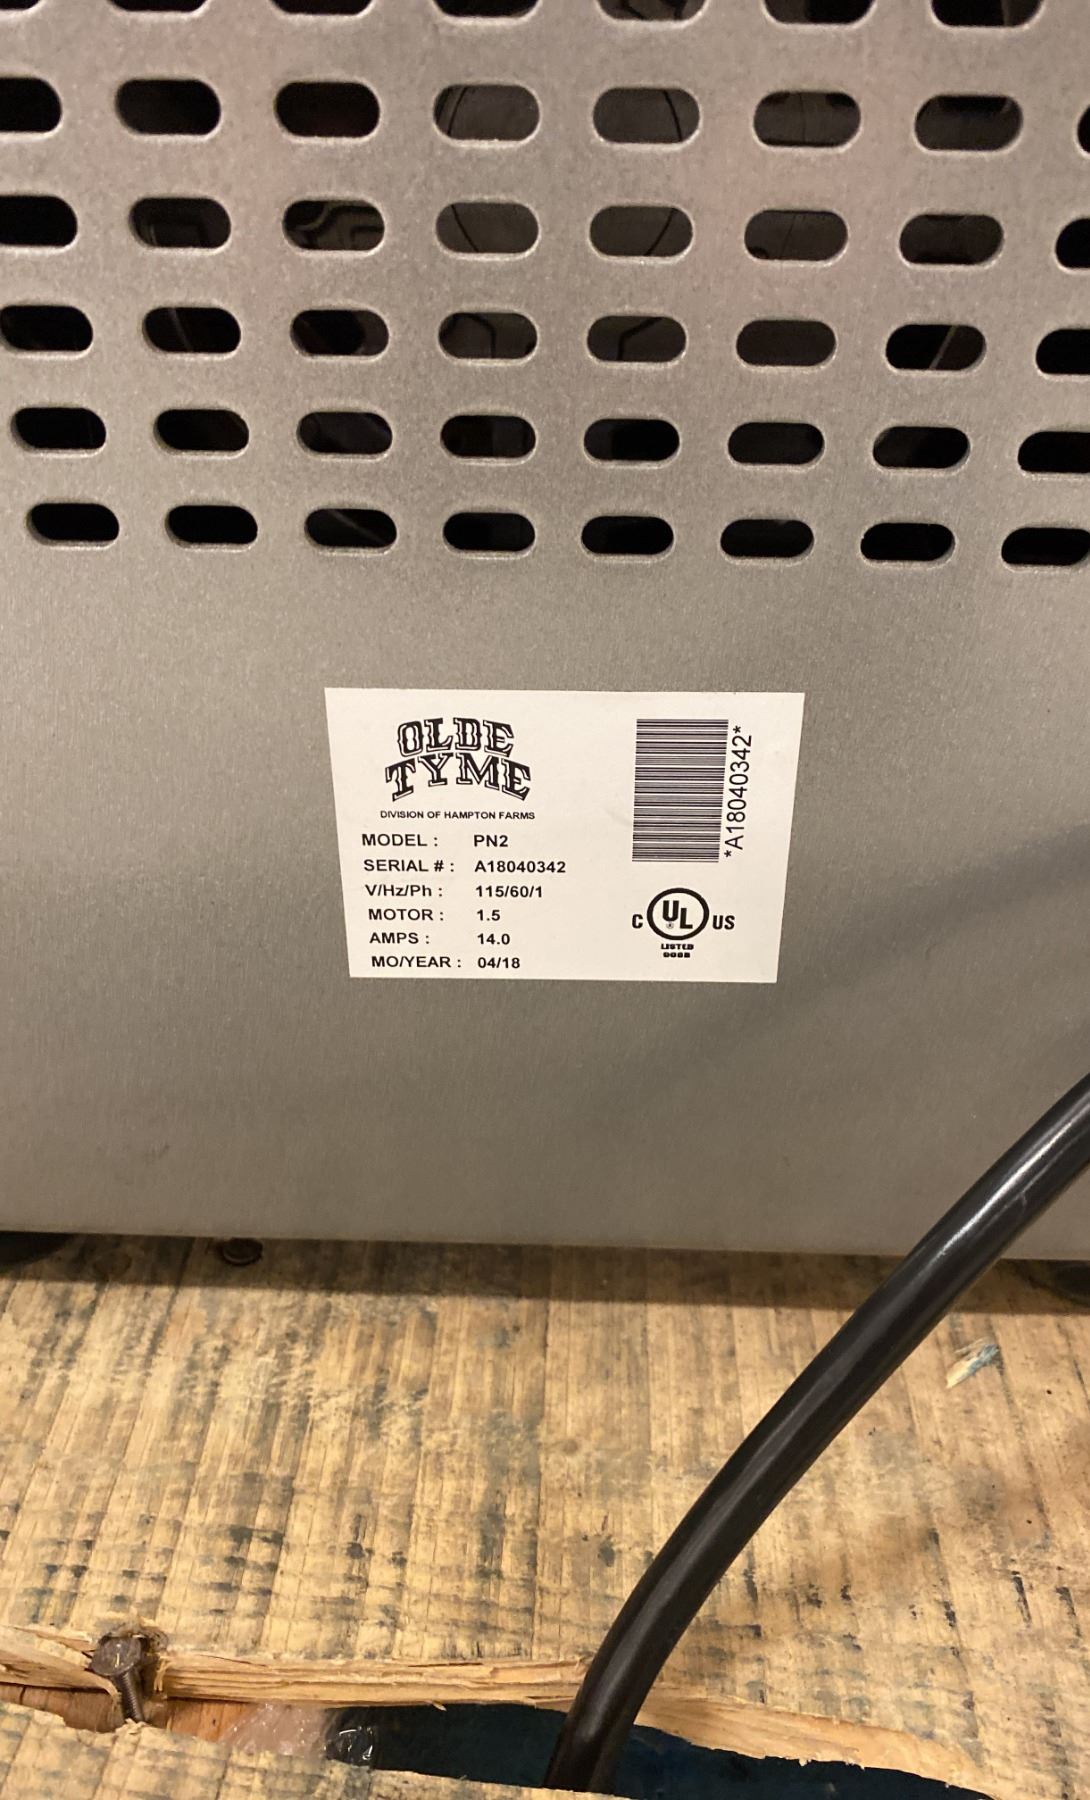 OLDE
TYME
DIVISION OF HAMPTON FARMS
MODEL : PN2
SERIAL # : A18040342
V/Hz/Ph : 115/60/1
MOTOR : 1.5
AMPS : 14.0
MO/YEAR : 04/18
*A18040342*
C UL ® US
LISTED